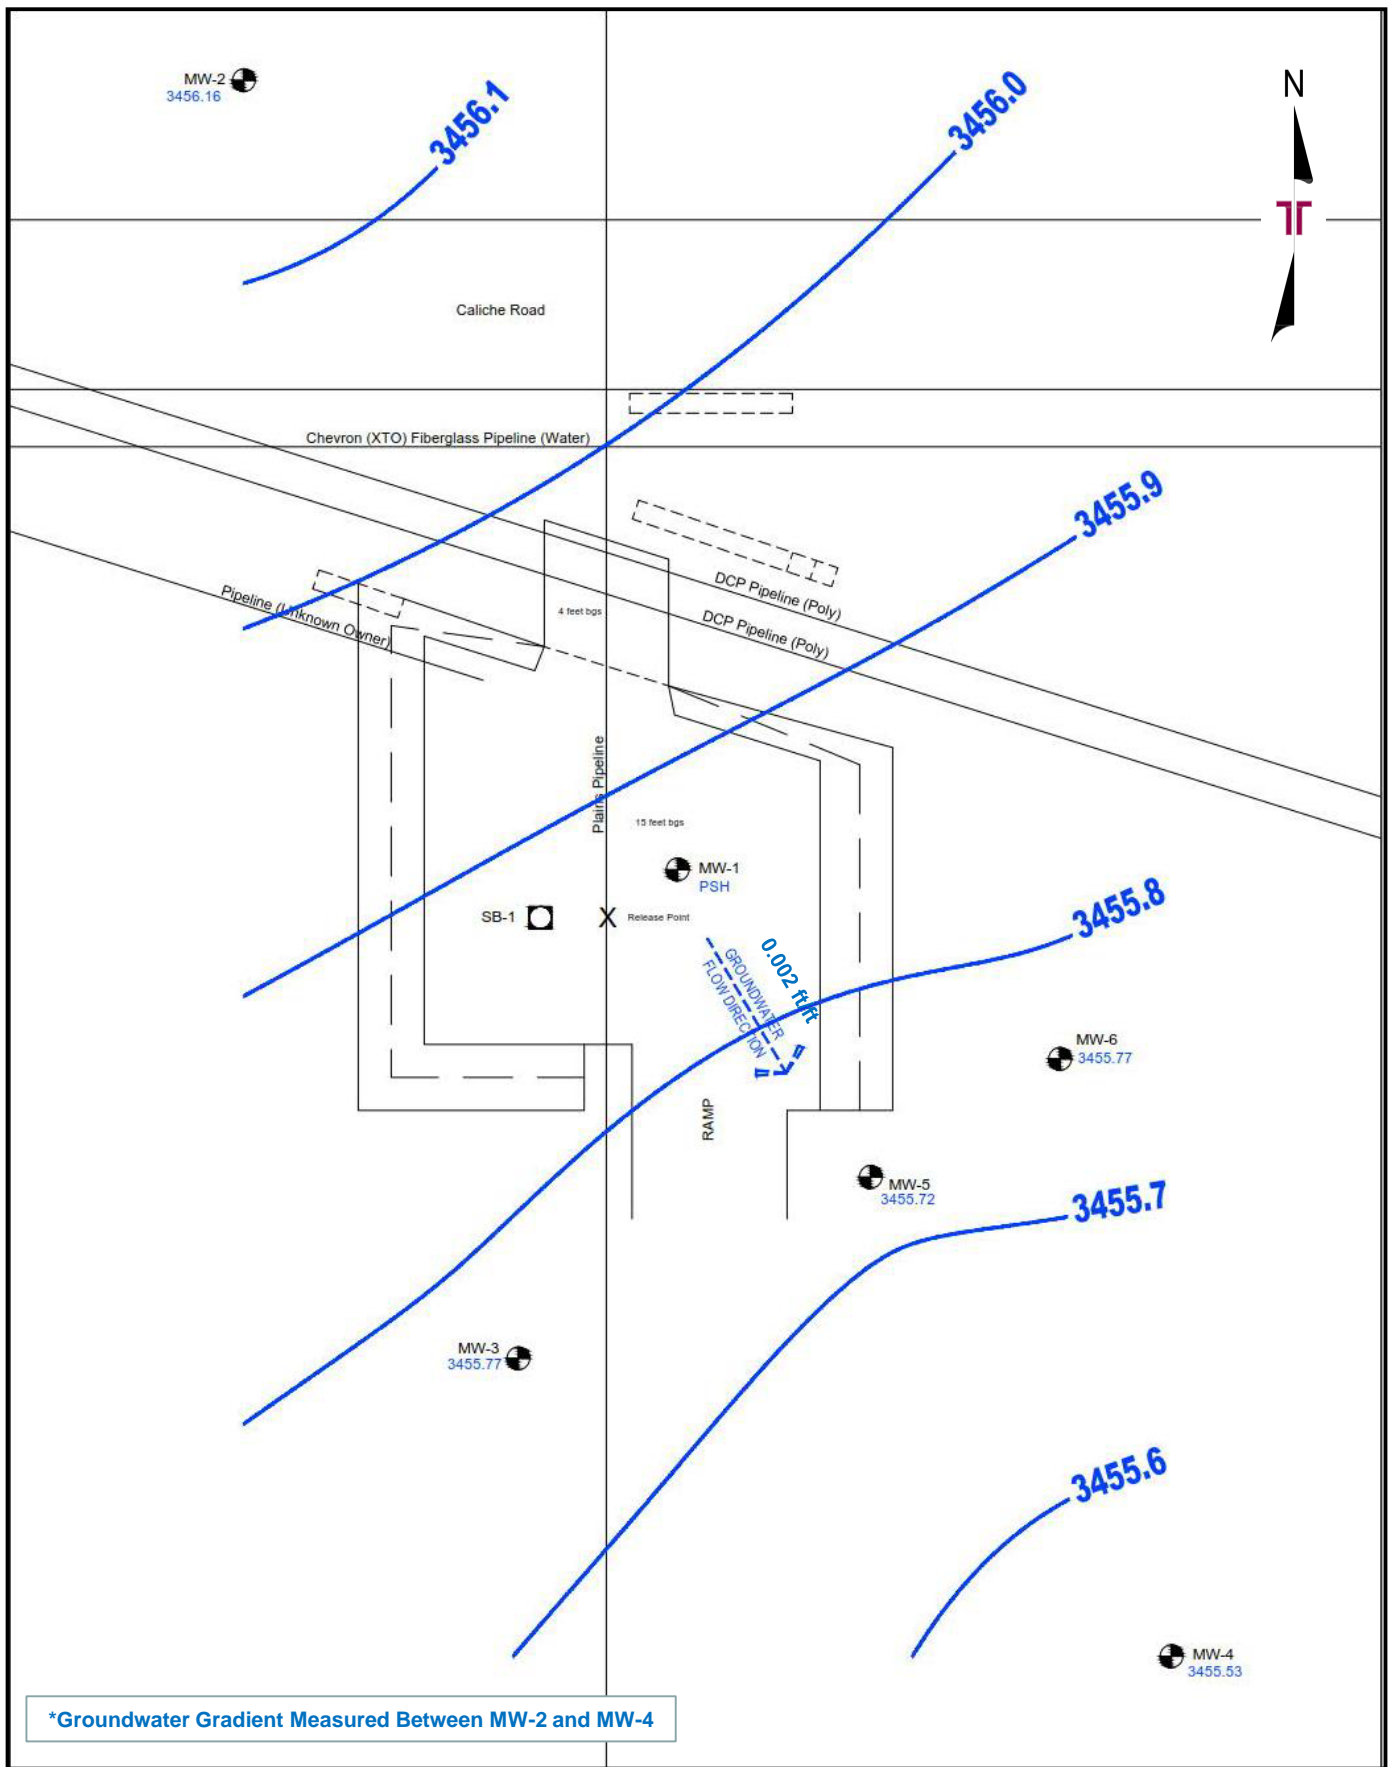 MW-2
3456.16
3456.1
3456.0
N
Caliche Road
Chevron (XTO) Fiberglass Pipeline (Water)
3455.9
DCP Pipeline (Poly)
Pipeline (Unknown Owner)
4 feet bgs
DCP Pipeline (Poly)
Plains Pipeline
15 feet bgs
MW-1
PSH
SB-1
X
Release Point
3455.8
0.002 ft/ft
GROUNDWATER
FLOW DIRECTION
MW-6
3455.77
RAMP
MW-5
3455.72
3455.7
MW-3
3455.77
3455.6
MW-4
3455.53
*Groundwater Gradient Measured Between MW-2 and MW-4